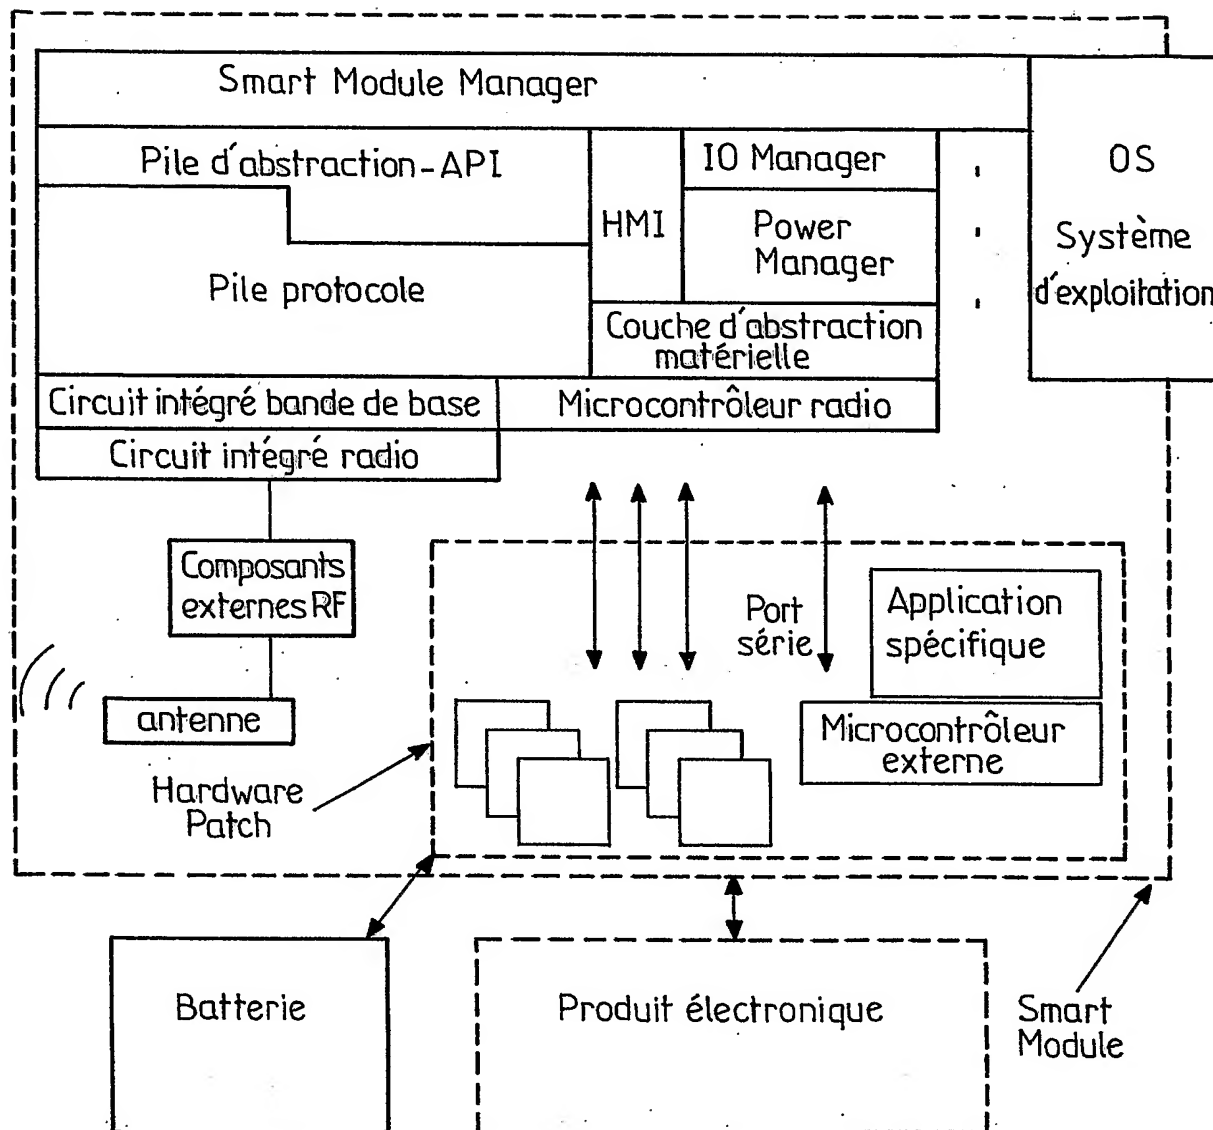 Smart Module Manager
Pile d'abstraction-API
HMI
IO Manager
Power
Manager
OS
Système
d'exploitation
Pile protocole
Couche d'abstraction
matérielle
Circuit intégré bande de base
Microcontrôleur radio
Circuit intégré radio
Composants
externes RF
antenne
Port
série
Application
spécifique
Microcontrôleur
externe
Hardware
Patch
Batterie
Produit électronique
Smart
Module